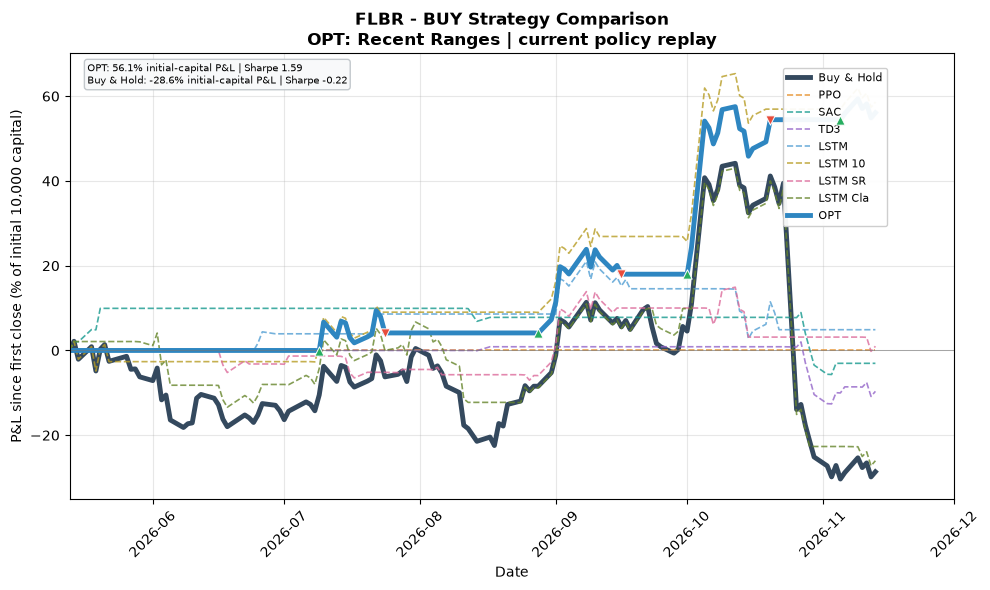 FLBR - BUY Strategy Comparison
OPT: Recent Ranges | current policy replay
OPT: 56.1% initial-capital P&L | Sharpe 1.59
Buy & Hold: -28.6% initial-capital P&L | Sharpe -0.22
Buy & Hold
PPO
SAC
TD3
LSTM
LSTM 10
LSTM SR
LSTM Cla
OPT
P&L since first close (% of initial 10,000 capital)
60
40
20
0
−20
2026-06
2026-07
2026-08
2026-09
2026-10
2026-11
2026-12
Date